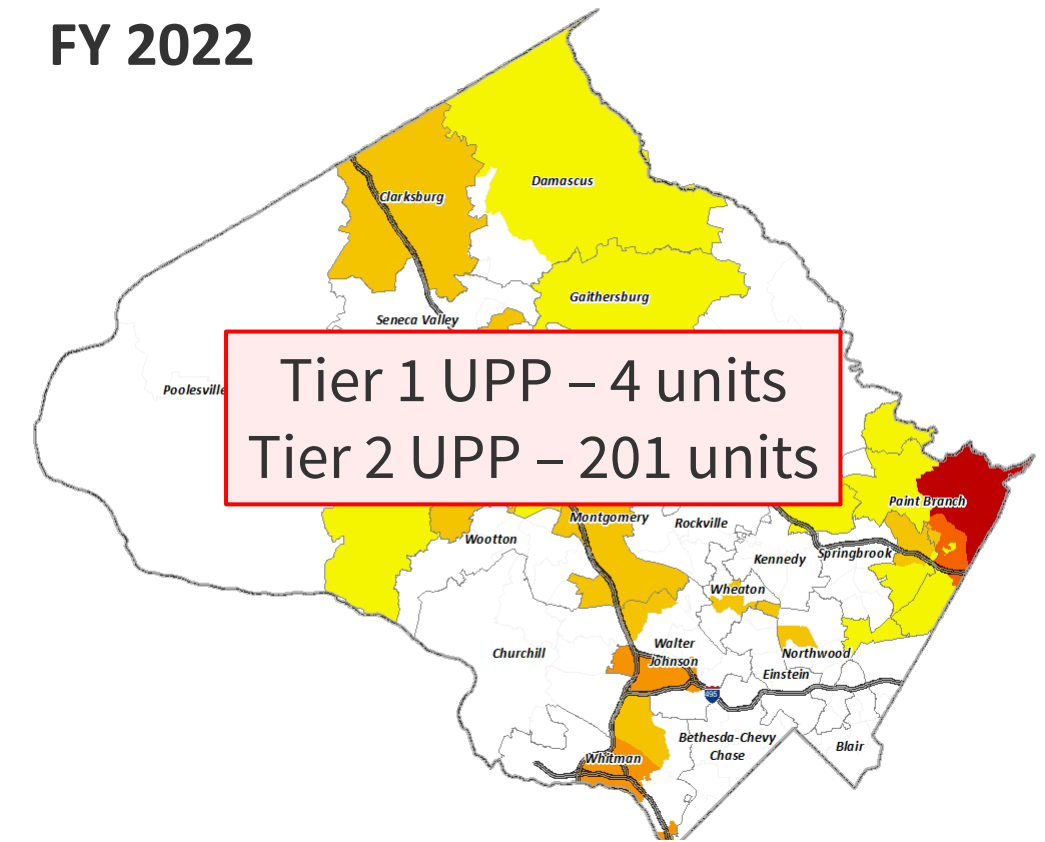 FY 2022
Damascus
Clarksburg
Gaithersburg
Seneca Valley
Poolesville
Tier 1 UPP – 4 units
Tier 2 UPP – 201 units
Paint Branch
Montgomery
Rockville
Wootton
Springbrook
Kennedy
Wheaton
Walter
Johnson
Churchill
Northwood
Einstein
495
Bethesda-Chevy
Chase
Blair
Whitman